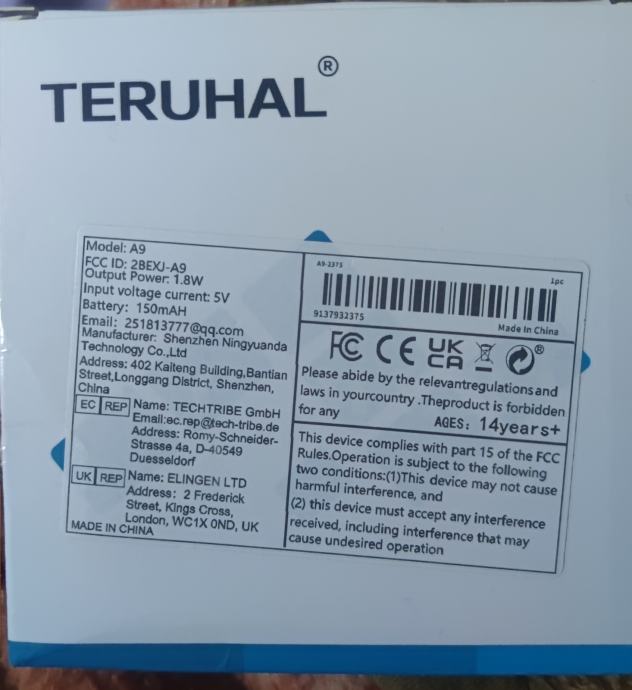 TERUHAL®
Model: A9
FCC ID: 2BEXJ-A9
Output Power: 1.8W
Input voltage current: 5V
Battery: 150mAH
Email: 251813777@qq.com
Manufacturer: Shenzhen Ningyuanda
Technology Co.,Ltd
Address: 402 Kaiteng Building,Bantian
Street,Longgang District, Shenzhen,
China
EC REP Name: TECHTRIBE GmbH
Email:ec.rep@tech-tribe.de
Address: Romy-Schneider-
Strasse 4a, D-40549
Duesseldorf
UK REP Name: ELINGEN LTD
Address: 2 Frederick
Street, Kings Cross,
London, WC1X 0ND, UK
MADE IN CHINA
A9-2375
1pc
9137932375
Made In China
FC CE UK CA ®
Please abide by the relevantregulations and
laws in yourcountry .Theproduct is forbidden
for any AGES: 14years+
This device complies with part 15 of the FCC
Rules.Operation is subject to the following
two conditions:(1)This device may not cause
harmful interference, and
(2) this device must accept any interference
received, including interference that may
cause undesired operation